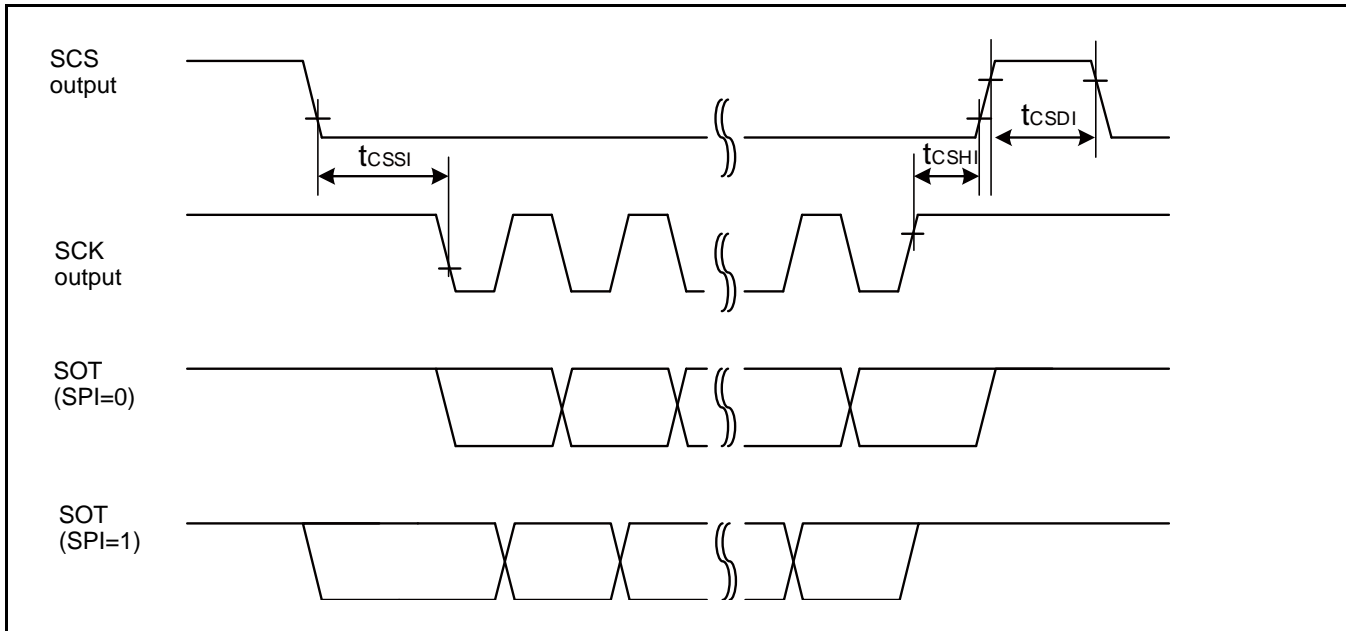 SCS
output
tCSSI
tCSHI
tCSDI
SCK
output
SOT
(SPI=0)
SOT
(SPI=1)